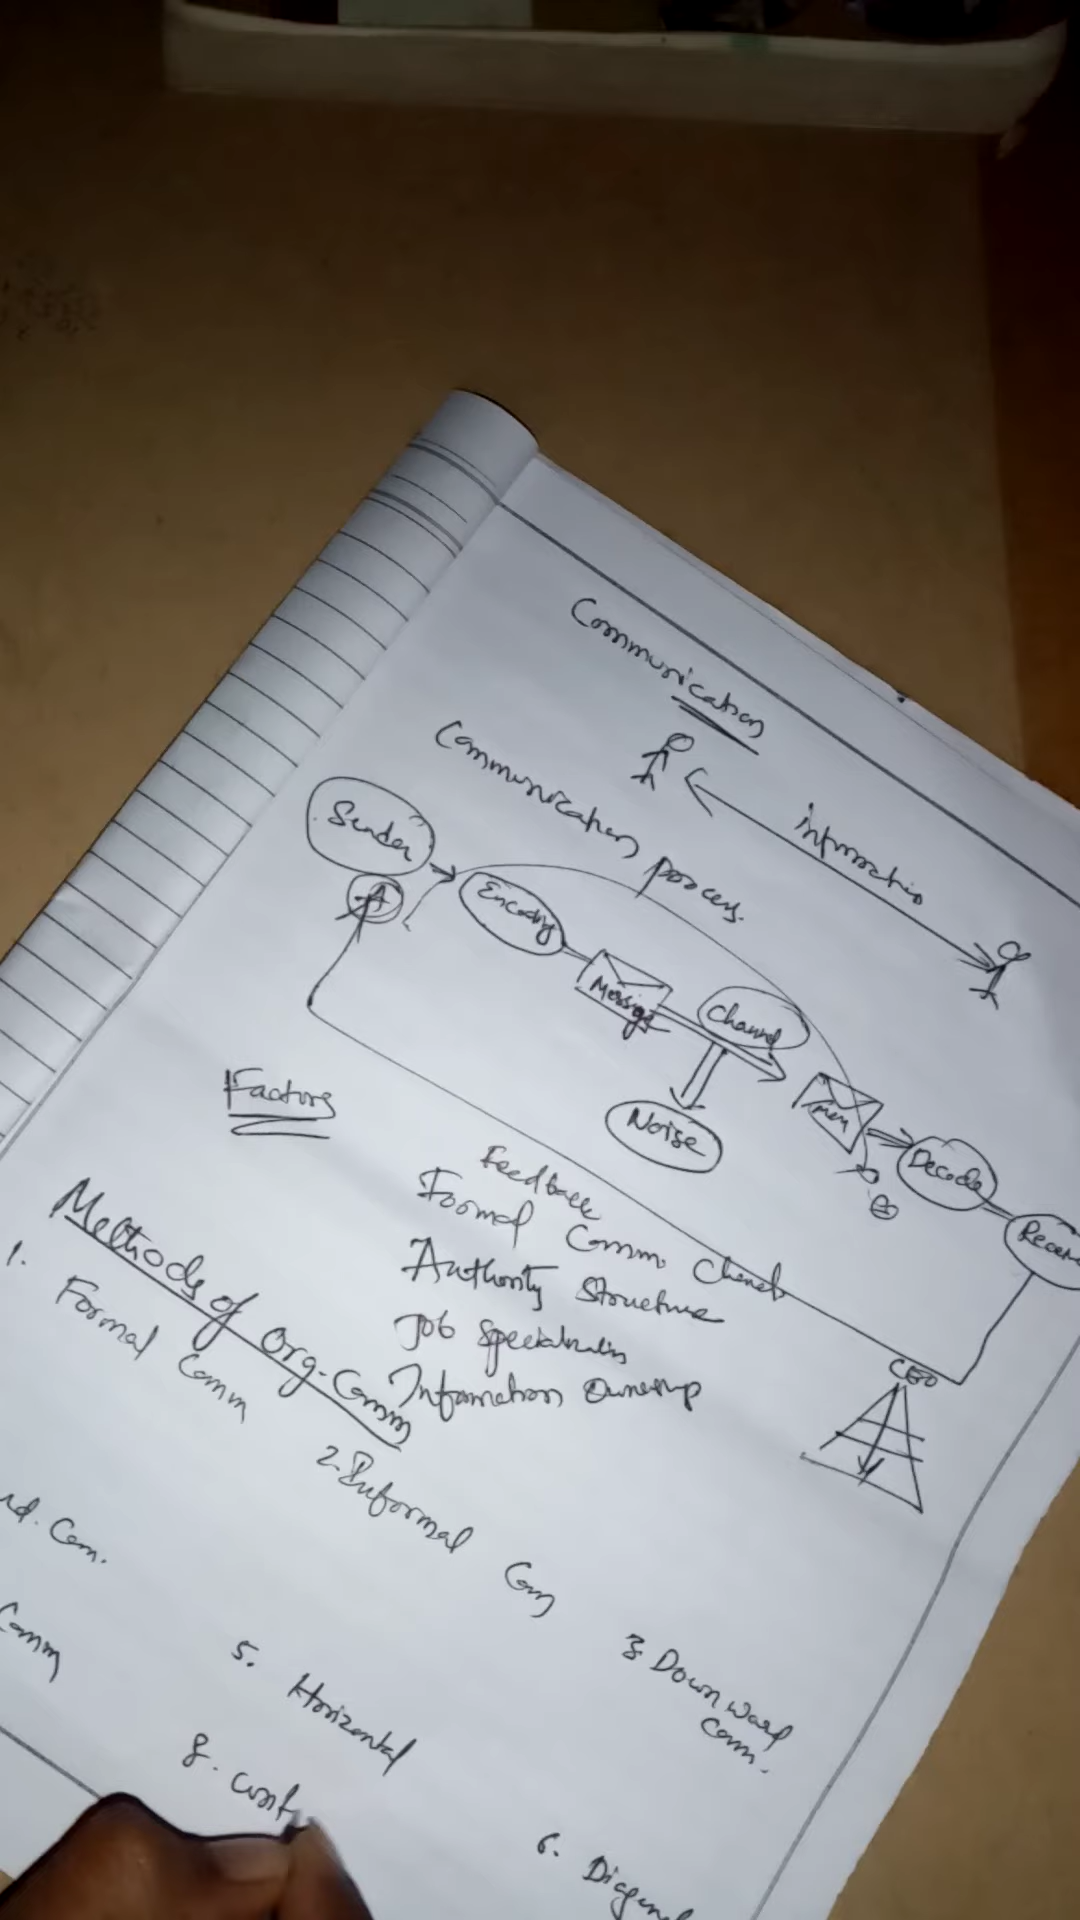 Communication
information
Communication process.
Sender
A
Encoding
Message
Channel
Noise
Decode
Feedback
Factors
Formal Comm. Channel
Authority Structure
Job Specialization
Information Ownership
CEO
Methods of Org. Comm
1. Formal Comm
2. Informal Com
3. Downward
Com.
Com.
5. Horizontal
Comm
6.
8.